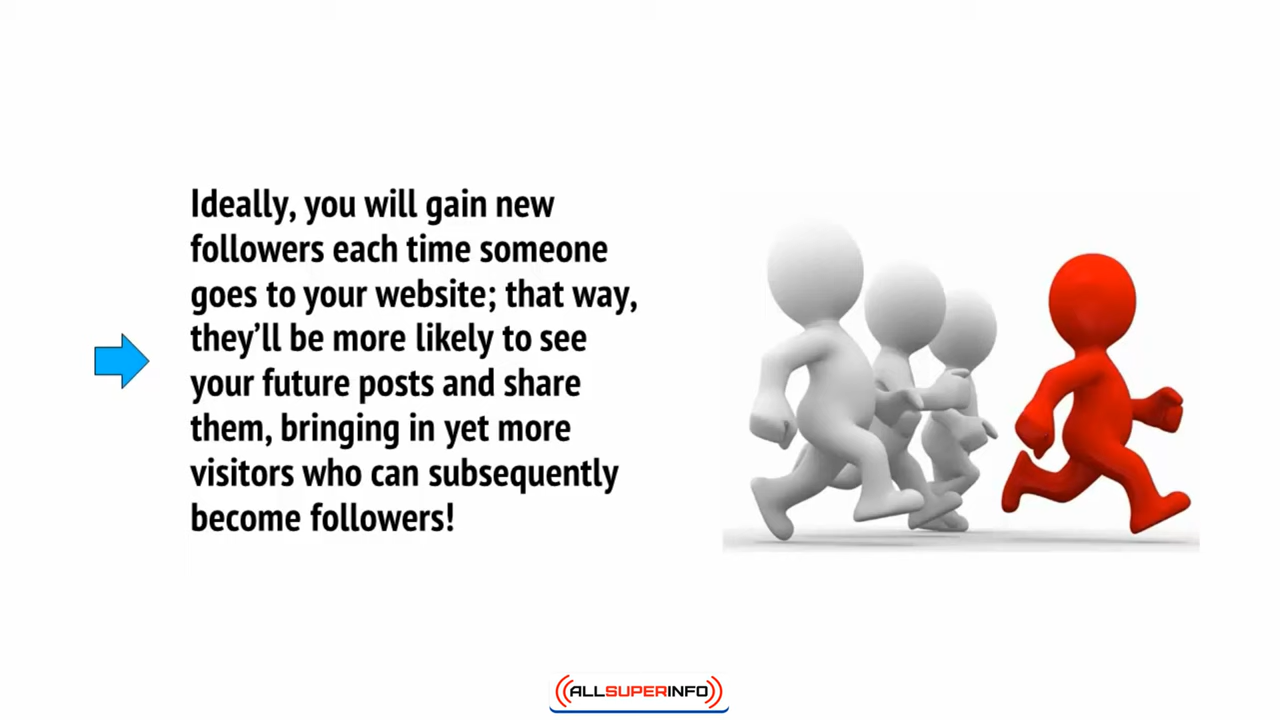 Ideally, you will gain new
followers each time someone
goes to your website; that way,
they’ll be more likely to see
your future posts and share
them, bringing in yet more
visitors who can subsequently
become followers!
ALLSUPERINFO